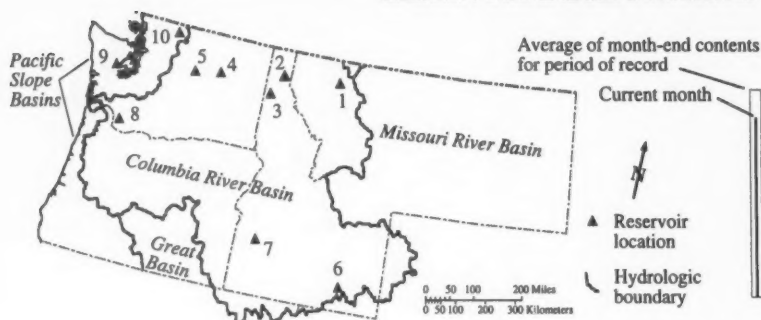 10
9
5
4
2
3
1
8
7
6
Pacific
Slope
Basins
Columbia River Basin
Missouri River Basin
Great
Basin
Average of month-end contents
for period of record
Current month
N
Reservoir
location
Hydrologic
boundary
0 50 100 200 Miles
0 50 100 200 300 Kilometers